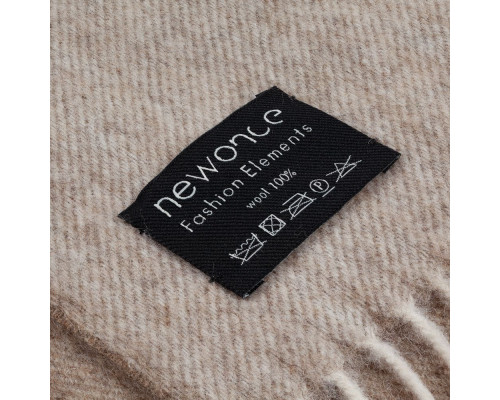 newonce
Fashion Elements
wool 100%
P